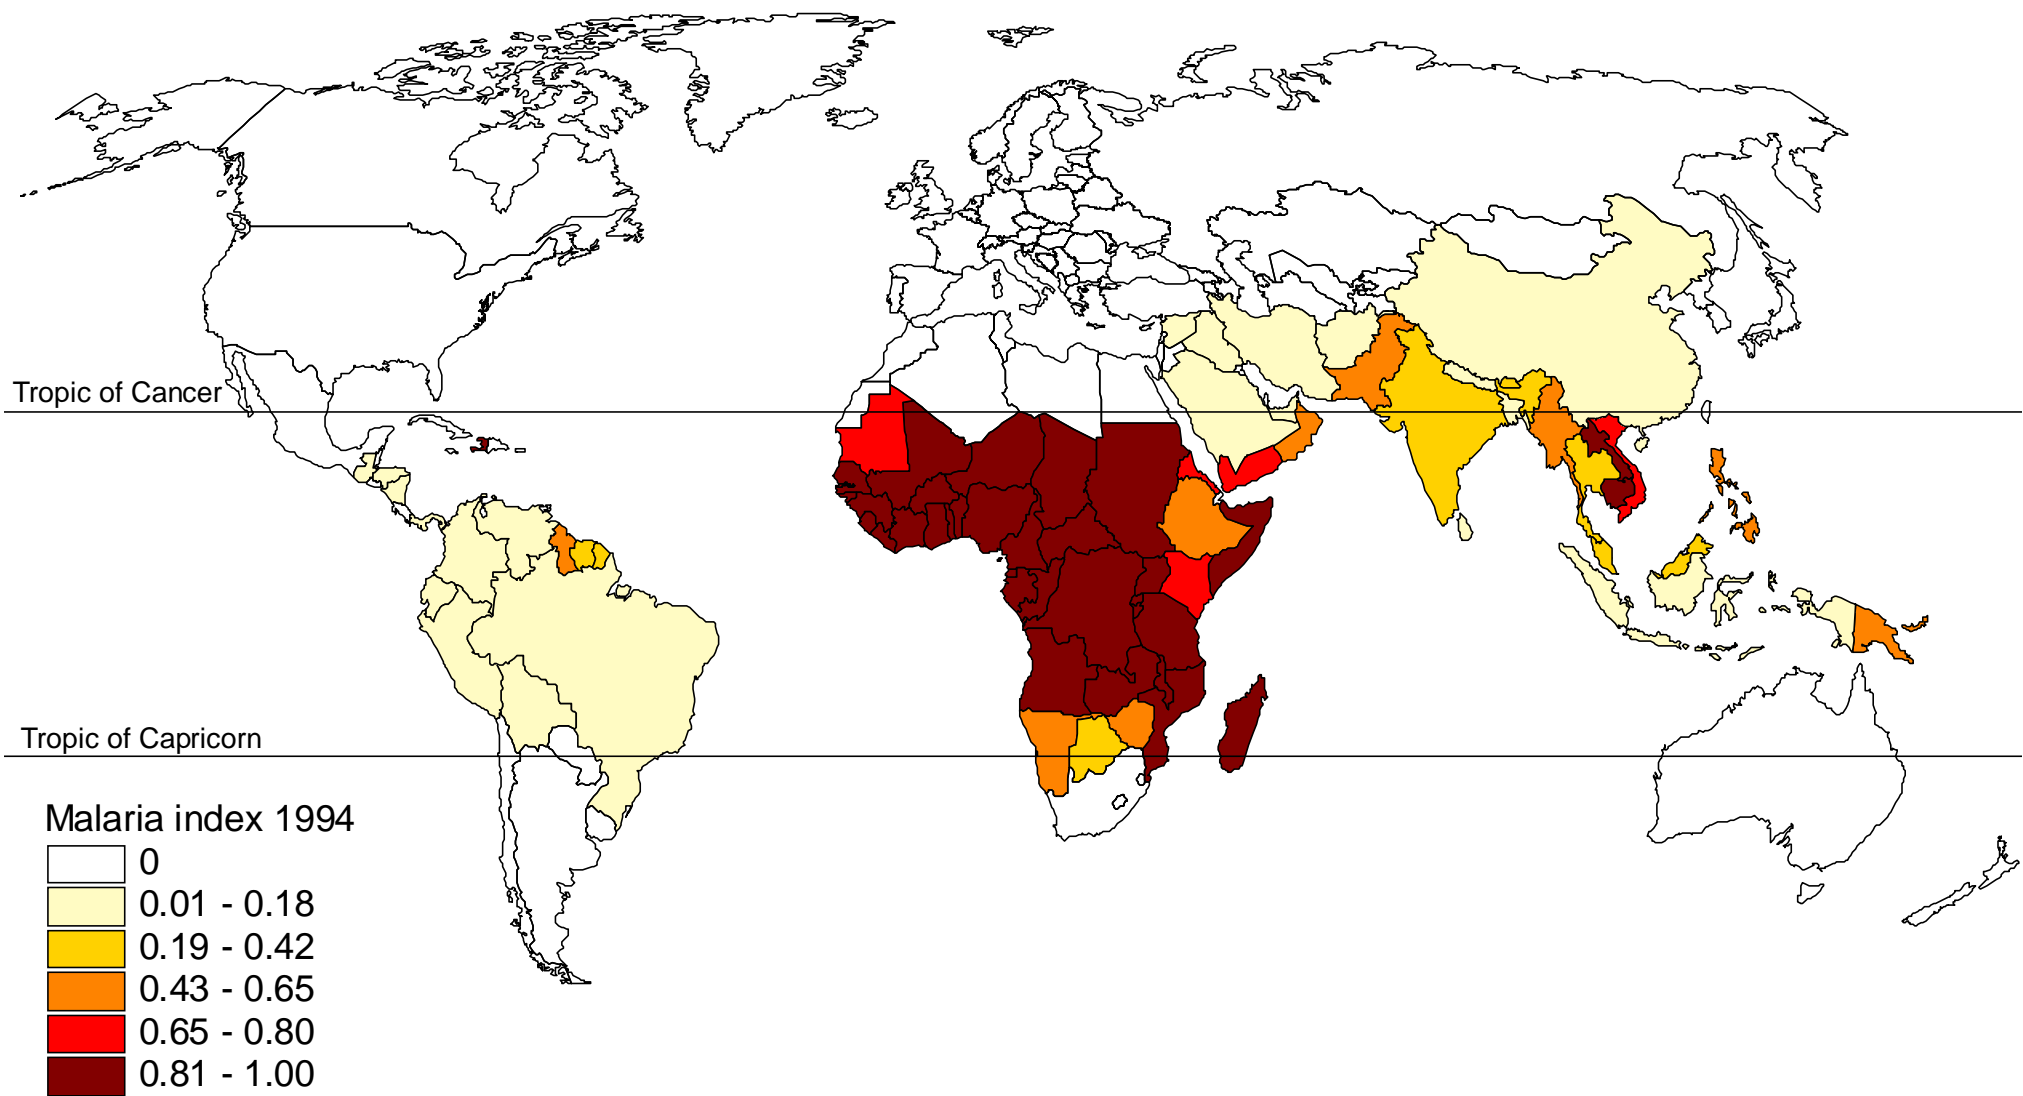 Tropic of Cancer
Tropic of Capricorn
Malaria index 1994
0
0.01 - 0.18
0.19 - 0.42
0.43 - 0.65
0.65 - 0.80
0.81 - 1.00